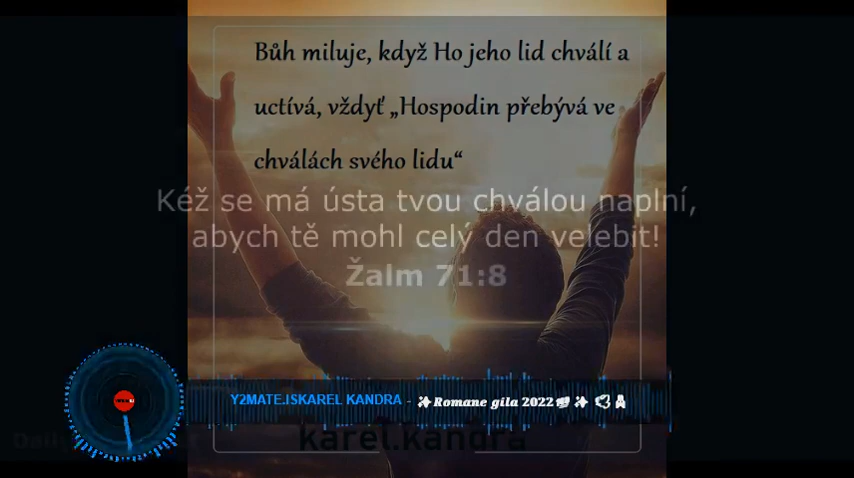 Bůh miluje, když Ho jeho lid chválí a
uctívá, vždyť „Hospodin přebývá ve
chválách svého lidu“
Kéž se má ústa tvou chválou naplní,
abych tě mohl celý den velebit!
Žalm 71:8
Y2MATE.ISKAREL KANDRA - ✨Romane gila 2022
karel.kandra